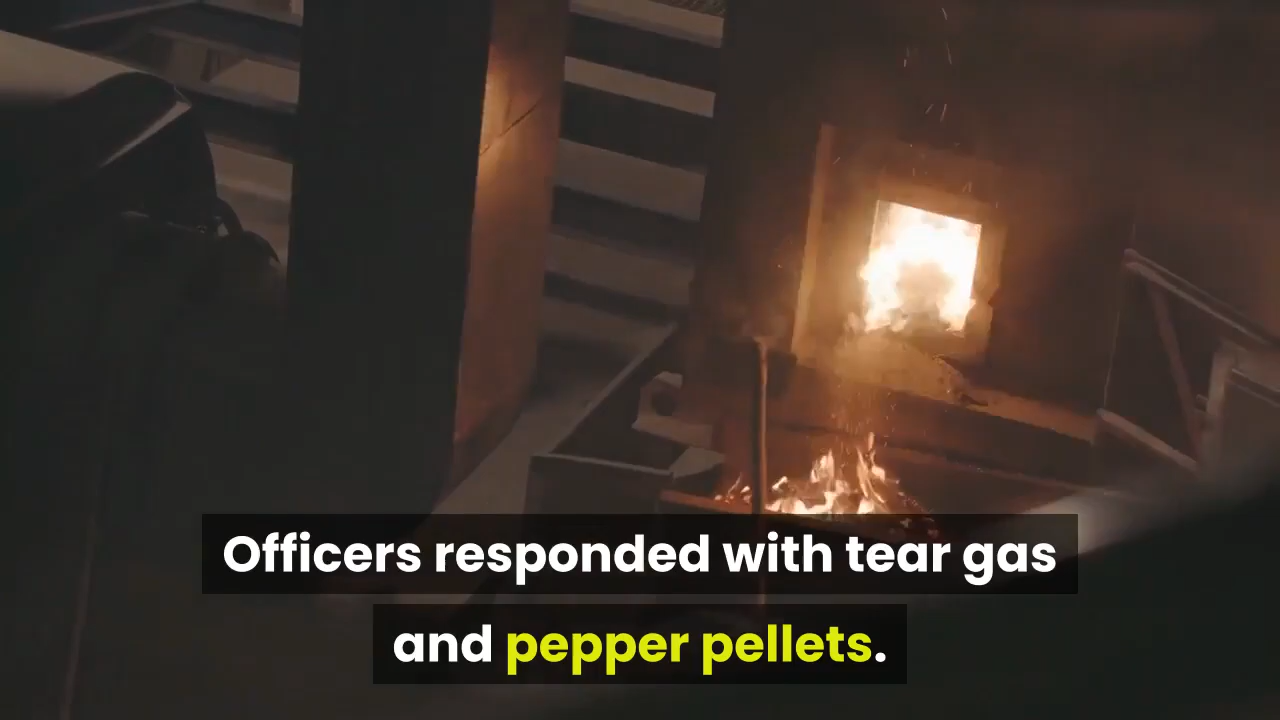 Officers responded with tear gas
and pepper pellets.